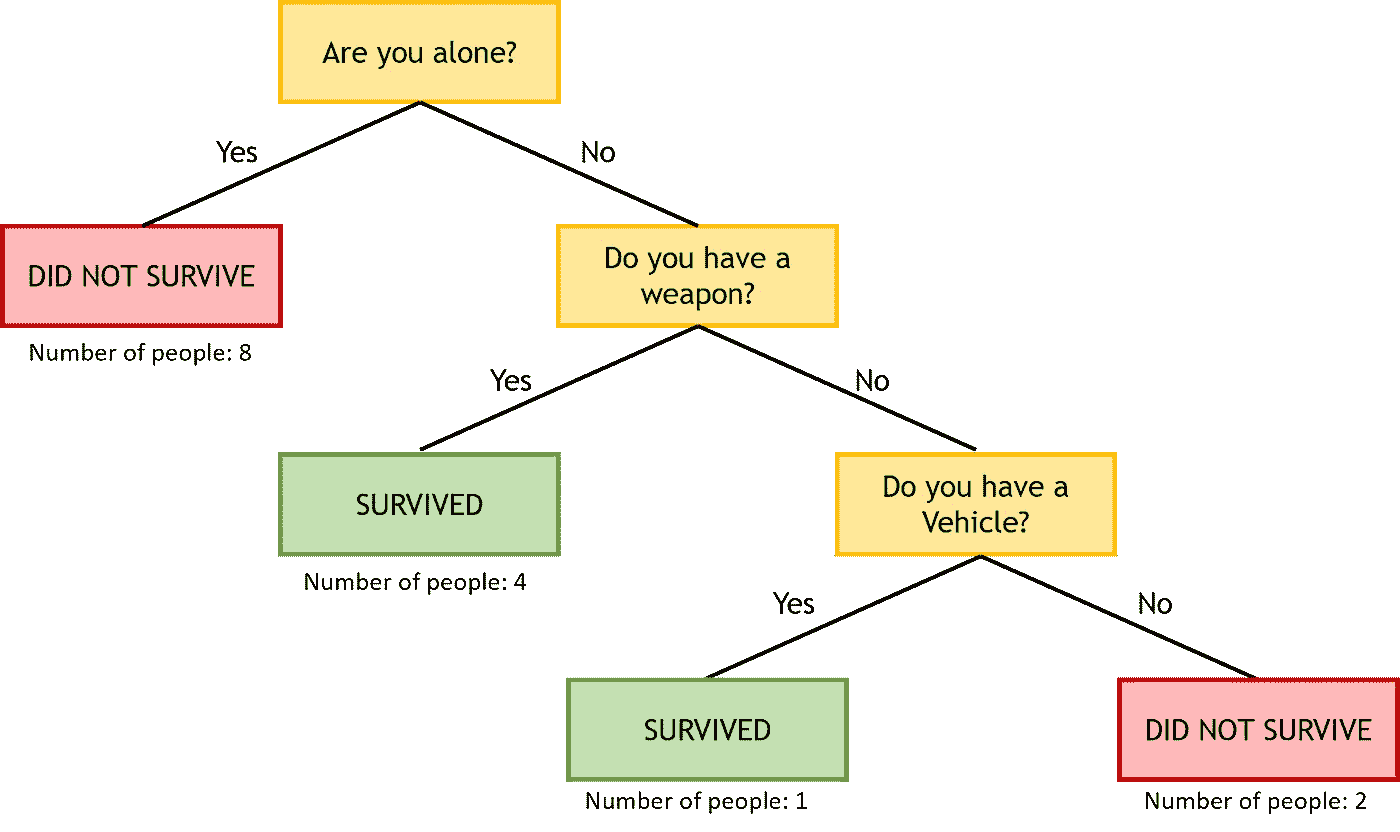 Are you alone?
Yes
No
DID NOT SURVIVE
Number of people: 8
Do you have a
weapon?
Yes
No
SURVIVED
Number of people: 4
Do you have a
Vehicle?
Yes
No
SURVIVED
Number of people: 1
DID NOT SURVIVE
Number of people: 2